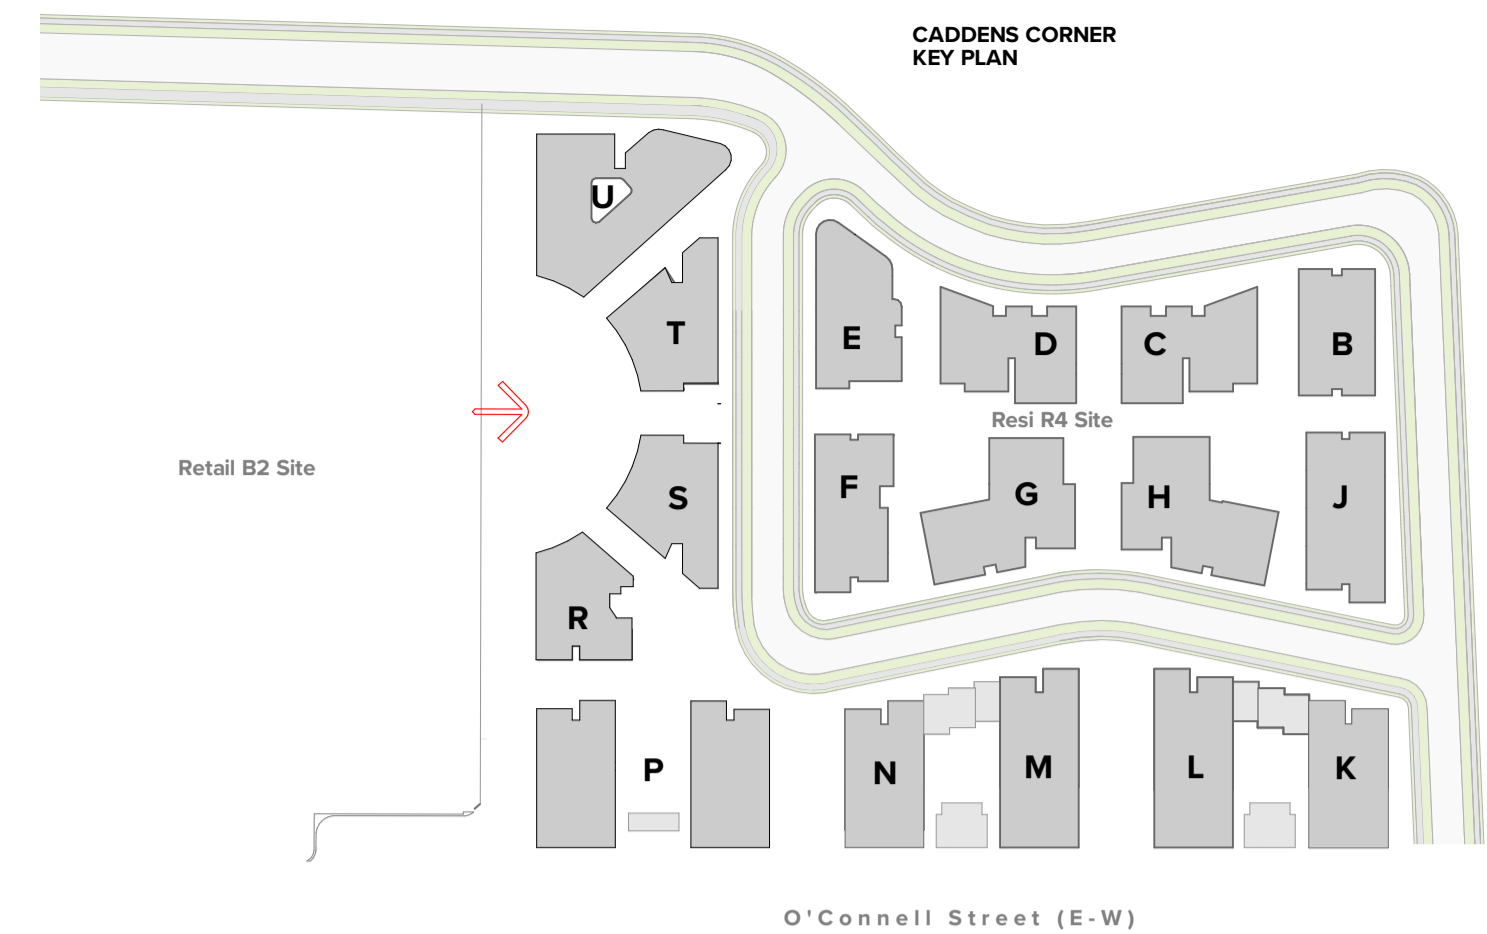 CADDENS CORNER
KEY PLAN
U
T
E
D
C
B
Resi R4 Site
Retail B2 Site
S
F
G
H
J
R
P
N
M
L
K
O'Connell Street (E-W)